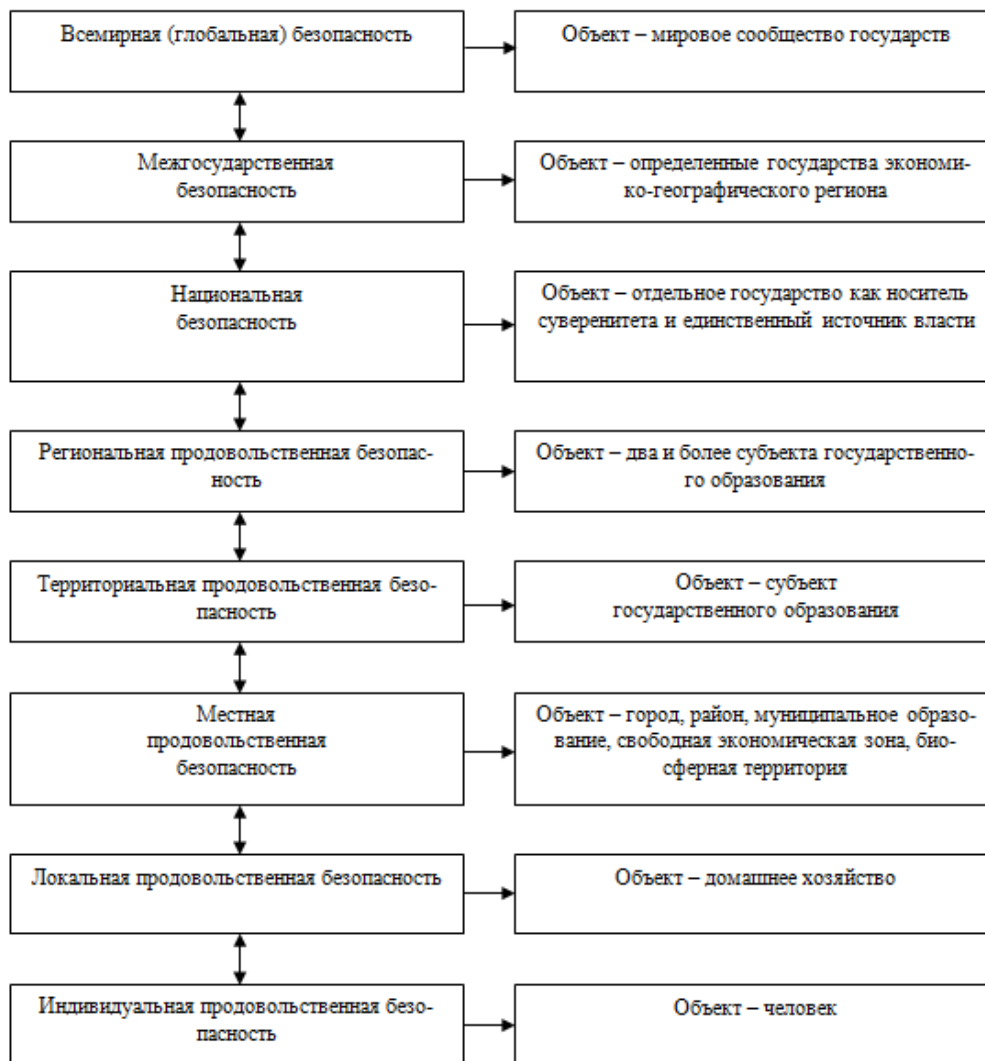 Всемирная (глобальная) безопасность
Объект – мировое сообщество государств
Межгосударственная
безопасность
Объект – определенные государства экономи-
ко-географического региона
Национальная
безопасность
Объект – отдельное государство как носитель
суверенитета и единственный источник власти
Региональная продовольственная безопас-
ность
Объект – два и более субъекта государственно-
го образования
Территориальная продовольственная безо-
пасность
Объект – субъект
государственного образования
Местная
продовольственная
безопасность
Объект – город, район, муниципальное образо-
вание, свободная экономическая зона, био-
сферная территория
Локальная продовольственная безопасность
Объект – домашнее хозяйство
Индивидуальная продовольственная безо-
пасность
Объект – человек